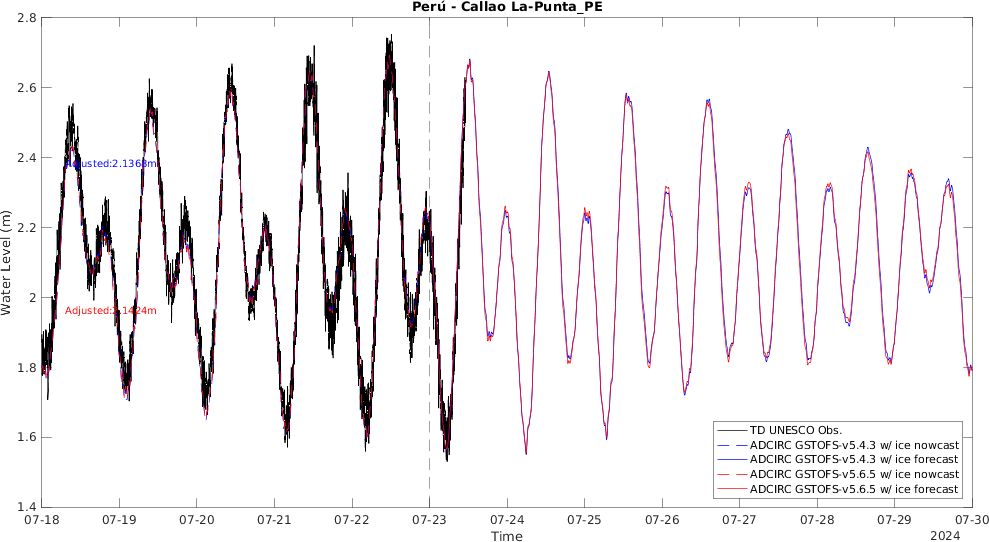 Perú - Callao La-Punta_PE
2.8
2.6
2.4
2.2
2
1.8
1.6
1.4
Water Level (m)
Adjusted:2.1368m
Adjusted:2.1424m
TD UNESCO Obs.
ADCIRC GSTOFS-v5.4.3 w/ ice nowcast
ADCIRC GSTOFS-v5.4.3 w/ ice forecast
ADCIRC GSTOFS-v5.6.5 w/ ice nowcast
ADCIRC GSTOFS-v5.6.5 w/ ice forecast
07-18 07-19 07-20 07-21 07-22 07-23 07-24 07-25 07-26 07-27 07-28 07-29 07-30
Time
2024